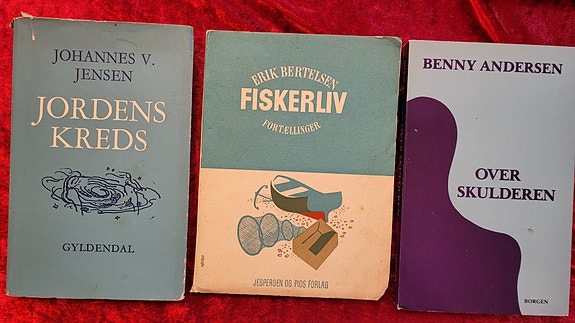 JOHANNES V.
JENSEN
JORDENS
KREDS
GYLDENDAL
ERIK BERTELSEN
FISKERLIV
FORTÆLLINGER
JESPERSEN OG PIOS FORLAG
BENNY ANDERSEN
OVER
SKULDEREN
BORGEN